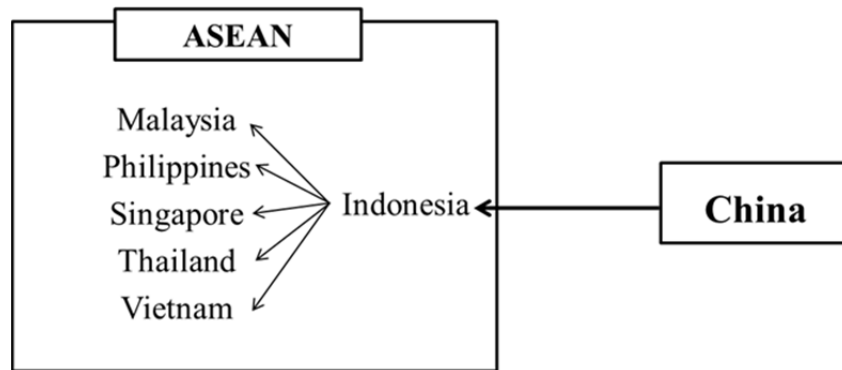 ASEAN
Malaysia
Philippines
Singapore
Thailand
Vietnam
Indonesia
China